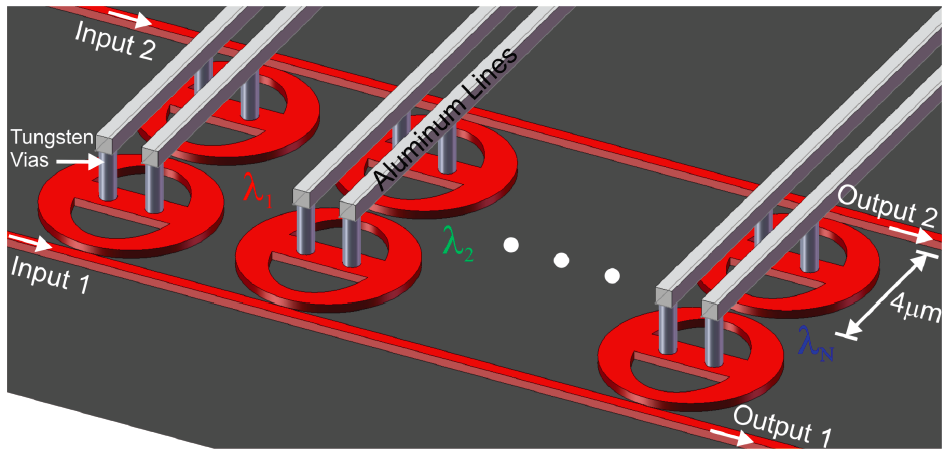 Input 2
Aluminum Lines
Tungsten
Vias
λ1
λ2
Output 2
Input 1
4μm
λN
Output 1